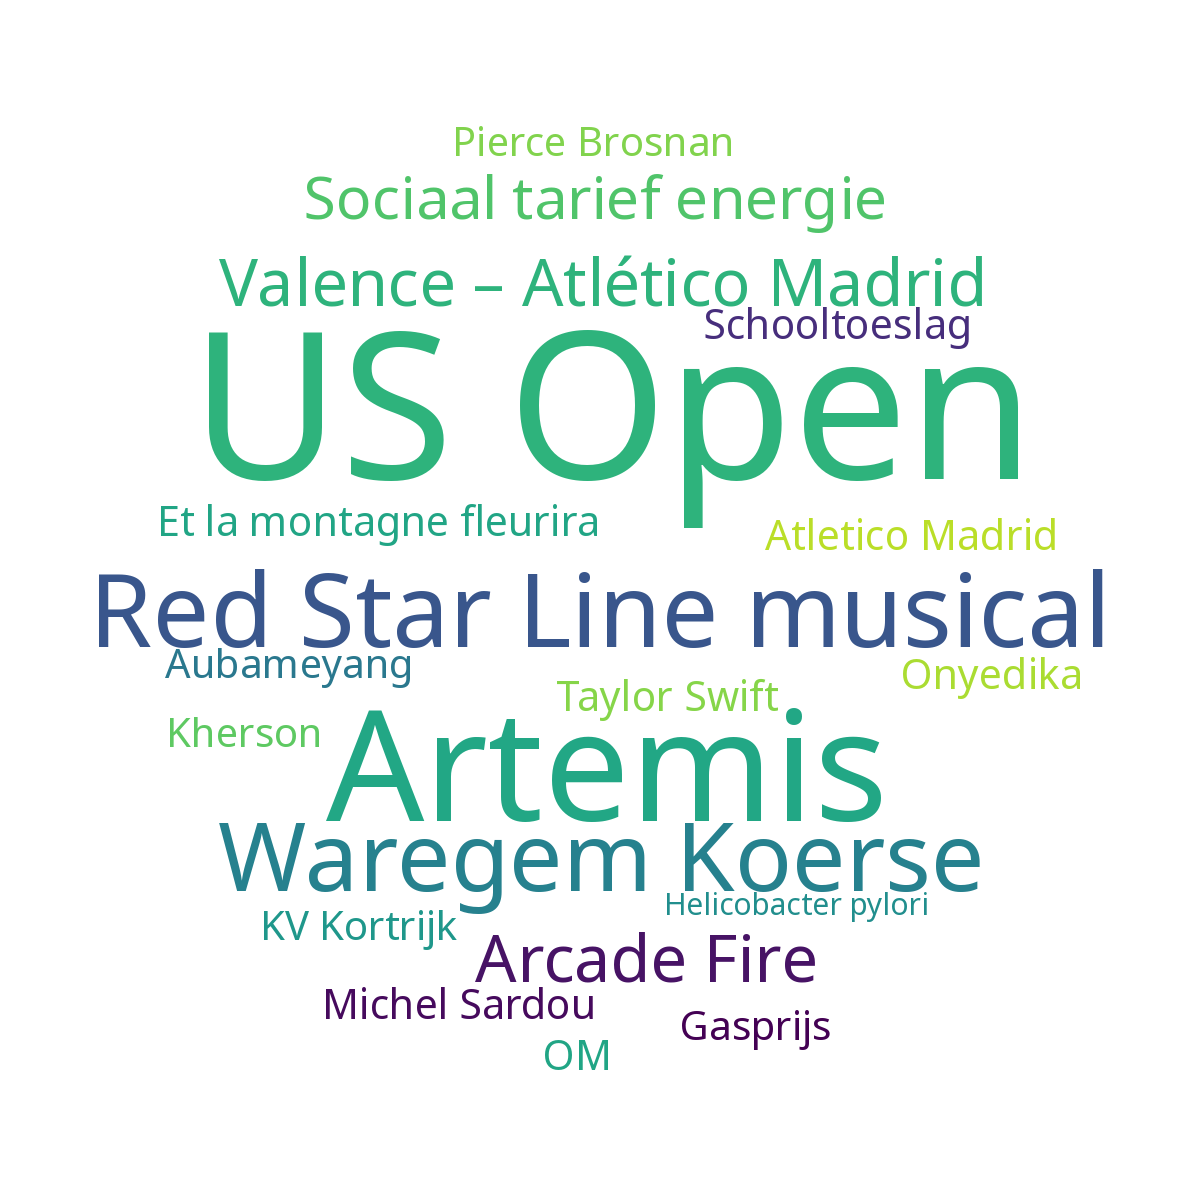 Pierce Brosnan
Sociaal tarief energie
Valence – Atlético Madrid
Schooltoeslag
US Open
Et la montagne fleurira
Atletico Madrid
Red Star Line musical
Aubameyang
Onyedika
Taylor Swift
Kherson
Artemis
Waregem Koerse
Helicobacter pylori
KV Kortrijk
Arcade Fire
Michel Sardou
Gasprijs
OM